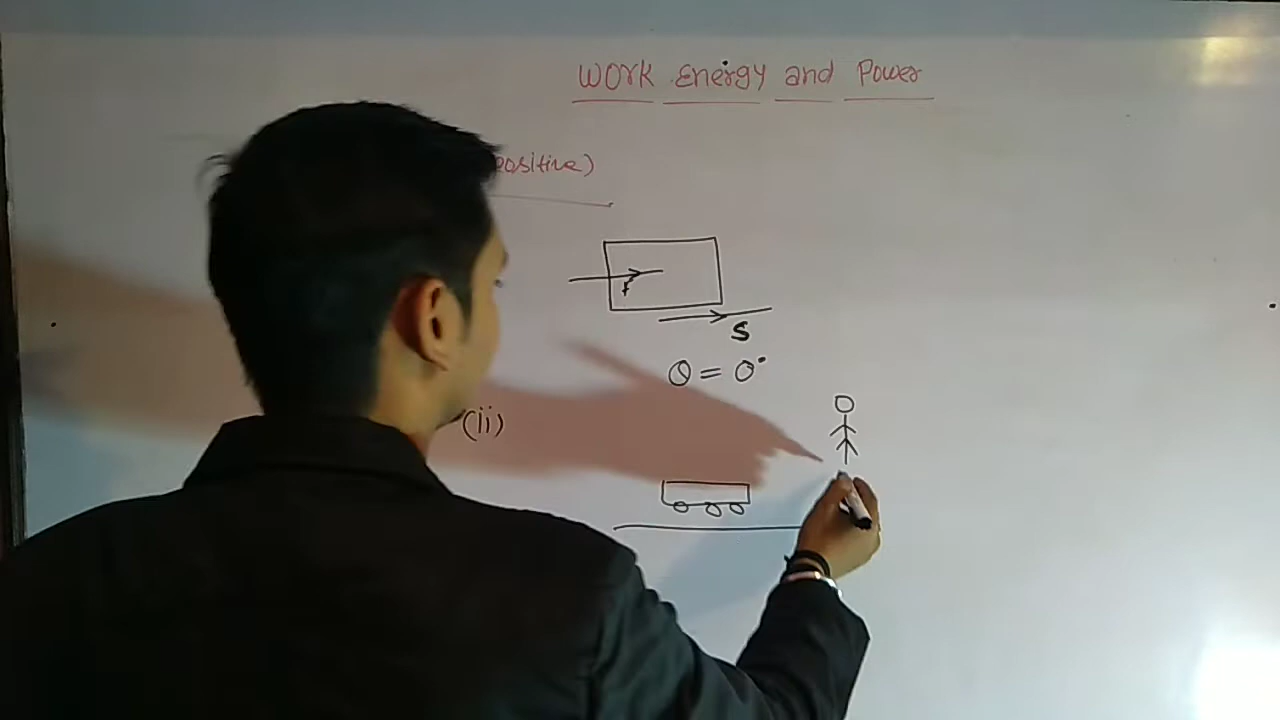 Work Energy and Power
positive)
F
S
θ = 0°
(ii)